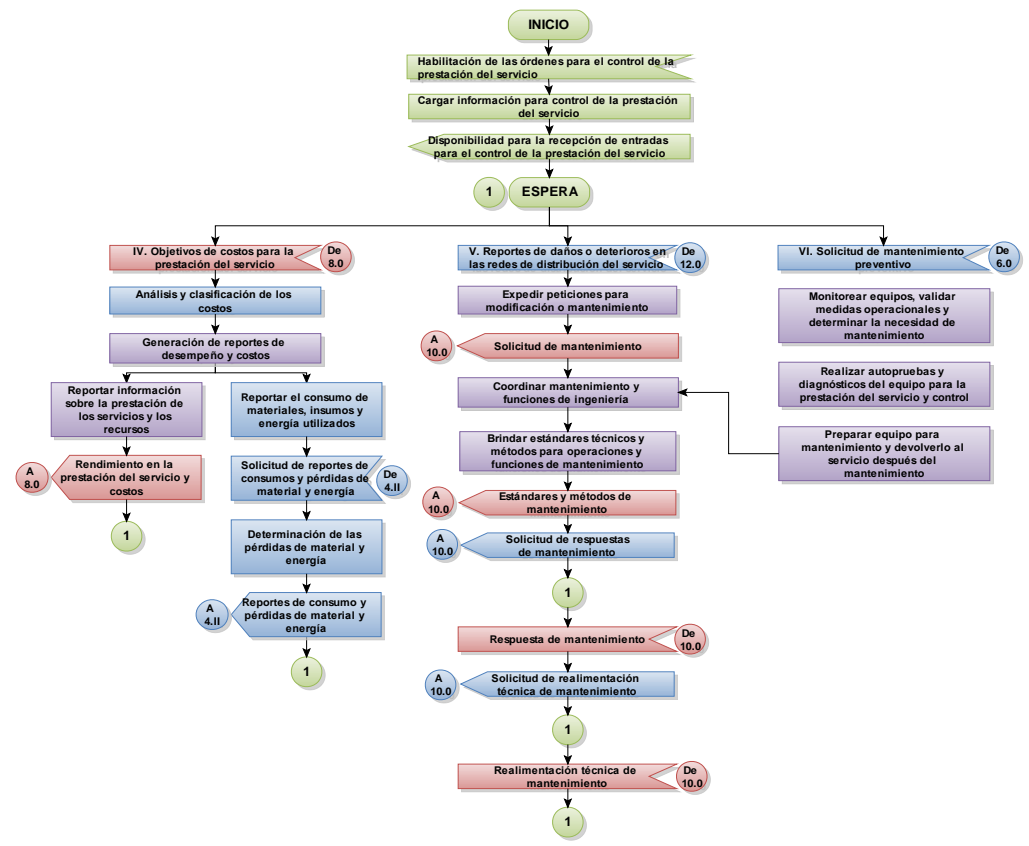 INICIO
Habilitación de las órdenes para el control de la
prestación del servicio
Cargar información para control de la prestación
del servicio
Disponibilidad para la recepción de entradas
para el control de la prestación del servicio
1
ESPERA
IV. Objetivos de costos para la
prestación del servicio
De
8.0
Análisis y clasificación de los
costos
Generación de reportes de
desempeño y costos
Reportar información
sobre la prestación de
los servicios y los
recursos
A
8.0
Rendimiento en la
prestación del servicio y
costos
1
Reportar el consumo de
materiales, insumos y
energía utilizados
Solicitud de reportes de
consumos y pérdidas de
material y energía
De
4.II
Determinación de las
pérdidas de material y
energía
A
4.II
Reportes de consumo y
pérdidas de material y
energía
1
V. Reportes de daños o deterioros en
las redes de distribución del servicio
De
12.0
Expedir peticiones para
modificación o mantenimiento
A
10.0
Solicitud de mantenimiento
Coordinar mantenimiento y
funciones de ingeniería
Brindar estándares técnicos y
métodos para operaciones y
funciones de mantenimiento
A
10.0
Estándares y métodos de
mantenimiento
A
10.0
Solicitud de respuestas
de mantenimiento
1
Respuesta de mantenimiento
De
10.0
A
10.0
Solicitud de realimentación
técnica de mantenimiento
1
Realimentación técnica de
mantenimiento
De
10.0
1
VI. Solicitud de mantenimiento
preventivo
De
6.0
Monitorear equipos, validar
medidas operacionales y
determinar la necesidad de
mantenimiento
Realizar autopruebas y
diagnósticos del equipo para la
prestación del servicio y control
Preparar equipo para
mantenimiento y devolverlo al
servicio después del
mantenimiento